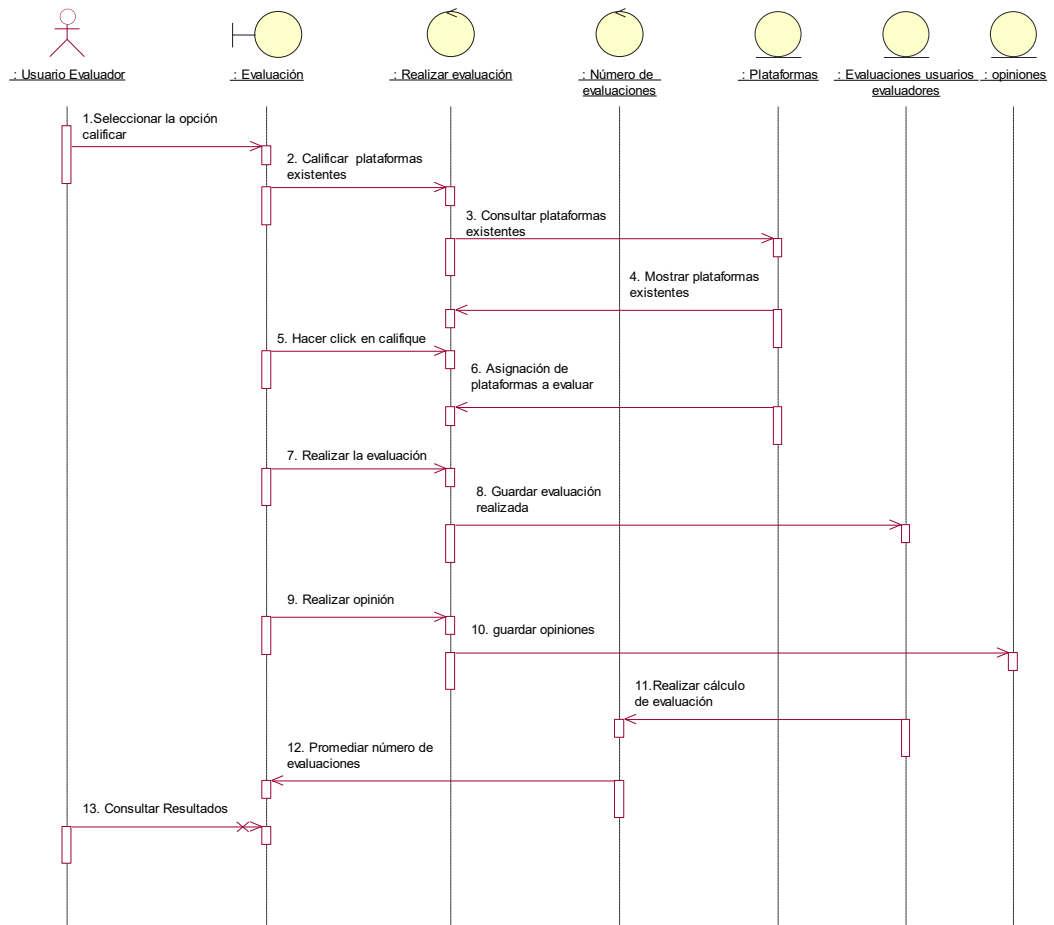 : Usuario Evaluador
: Evaluación
: Realizar evaluación
: Número de
evaluaciones
: Plataformas
: Evaluaciones usuarios
evaluadores
: opiniones
1.Seleccionar la opción
calificar
2. Calificar plataformas
existentes
3. Consultar plataformas
existentes
4. Mostrar plataformas
existentes
5. Hacer click en califique
6. Asignación de
plataformas a evaluar
7. Realizar la evaluación
8. Guardar evaluación
realizada
9. Realizar opinión
10. guardar opiniones
11.Realizar cálculo
de evaluación
12. Promediar número de
evaluaciones
13. Consultar Resultados